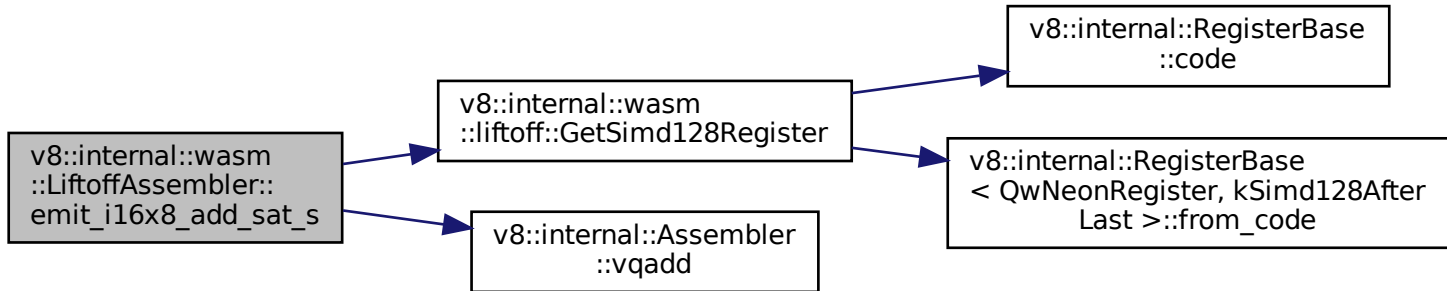 v8::internal::wasm
::LiftoffAssembler::
emit_i16x8_add_sat_s
v8::internal::wasm
::liftoff::GetSimd128Register
v8::internal::Assembler
::vqadd
v8::internal::RegisterBase
::code
v8::internal::RegisterBase
< QwNeonRegister, kSimd128After
Last >::from_code